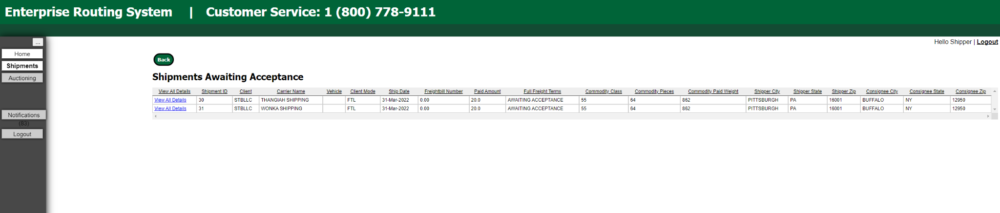 Enterprise Routing System | Customer Service: 1 (800) 778-9111
Hello Shipper | Logout
...
Home
Shipments
Auctioning
Notifications
(83)
Logout
Back
Shipments Awaiting Acceptance
View All Details Shipment ID Client Carrier Name Vehicle Client Mode Ship Date Freightbill Number Paid Amount Full Freight Terms Commodity Class Commodity Pieces Commodity Paid Weight Shipper City Shipper State Shipper Zip Consignee City Consignee State Consignee Zip
View All Details 30 STBLLC THANGIAH SHIPPING FTL 31-Mar-2022 0.00 20.0 AWAITING ACCEPTANCE 55 64 862 PITTSBURGH PA 16001 BUFFALO NY 12950
View All Details 31 STBLLC WONKA SHIPPING FTL 31-Mar-2022 0.00 20.0 AWAITING ACCEPTANCE 55 64 862 PITTSBURGH PA 16001 BUFFALO NY 12950